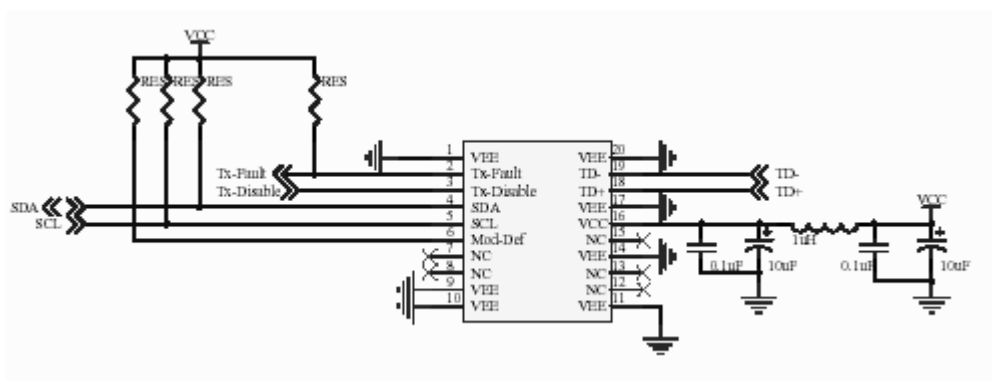 VCC
RES RES RES RES
1 VEE VEE 20
Tx-Fault 2 Tx-Fault TD- 19 TD-
Tx-Disable 3 Tx-Disable TD+ 18 TD+
SDA 4 SDA VEE 17
SCL 5 SCL VCC 16
VCC
6 Mod-Def NC 15
7 NC VEE 14
8 NC NC 13
9 VEE NC 12
10 VEE VEE 11
0.1uF 10uF 1uH 0.1uF 10uF